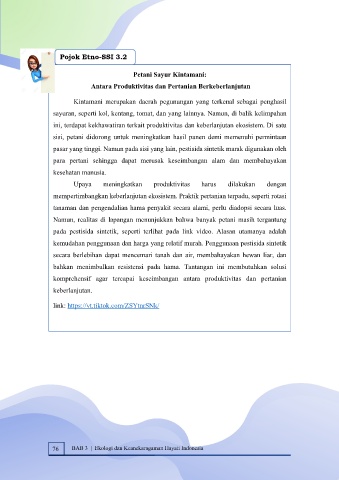 Pojok Etno-SSI 3.2
Petani Sayur Kintamani:
Antara Produktivitas dan Pertanian Berkeberlanjutan
Kintamani merupakan daerah pegunungan yang terkenal sebagai penghasil
sayuran, seperti kol, kentang, tomat, dan yang lainnya. Namun, di balik kelimpahan
ini, terdapat kekhawatiran terkait produktivitas dan keberlanjutan ekosistem. Di satu
sisi, petani didorong untuk meningkatkan hasil panen demi memenuhi permintaan
pasar yang tinggi. Namun pada sisi yang lain, pestisida sintetik marak digunakan oleh
para petani sehingga dapat merusak keseimbangan alam dan membahayakan
kesehatan manusia.
Upaya meningkatkan produktivitas harus dilakukan dengan
mempertimbangkan keberlanjutan ekosistem. Praktik pertanian terpadu, seperti rotasi
tanaman dan pengendalian hama penyakit secara alami, perlu diadopsi secara luas.
Namun, realitas di lapangan menunjukkan bahwa banyak petani masih tergantung
pada pestisida sintetik, seperti terlihat pada link video. Alasan utamanya adalah
kemudahan penggunaan dan harga yang relatif murah. Penggunaan pestisida sintetik
secara berlebihan dapat mencemari tanah dan air, membahayakan hewan liar, dan
bahkan menimbulkan resistensi pada hama. Tantangan ini membutuhkan solusi
komprehensif agar tercapai keseimbangan antara produktivitas dan pertanian
keberlanjutan.
link: https://vt.tiktok.com/ZSYtnrSNk/
76 BAB 3 | Ekologi dan Keanekaragaman Hayati Indonesia